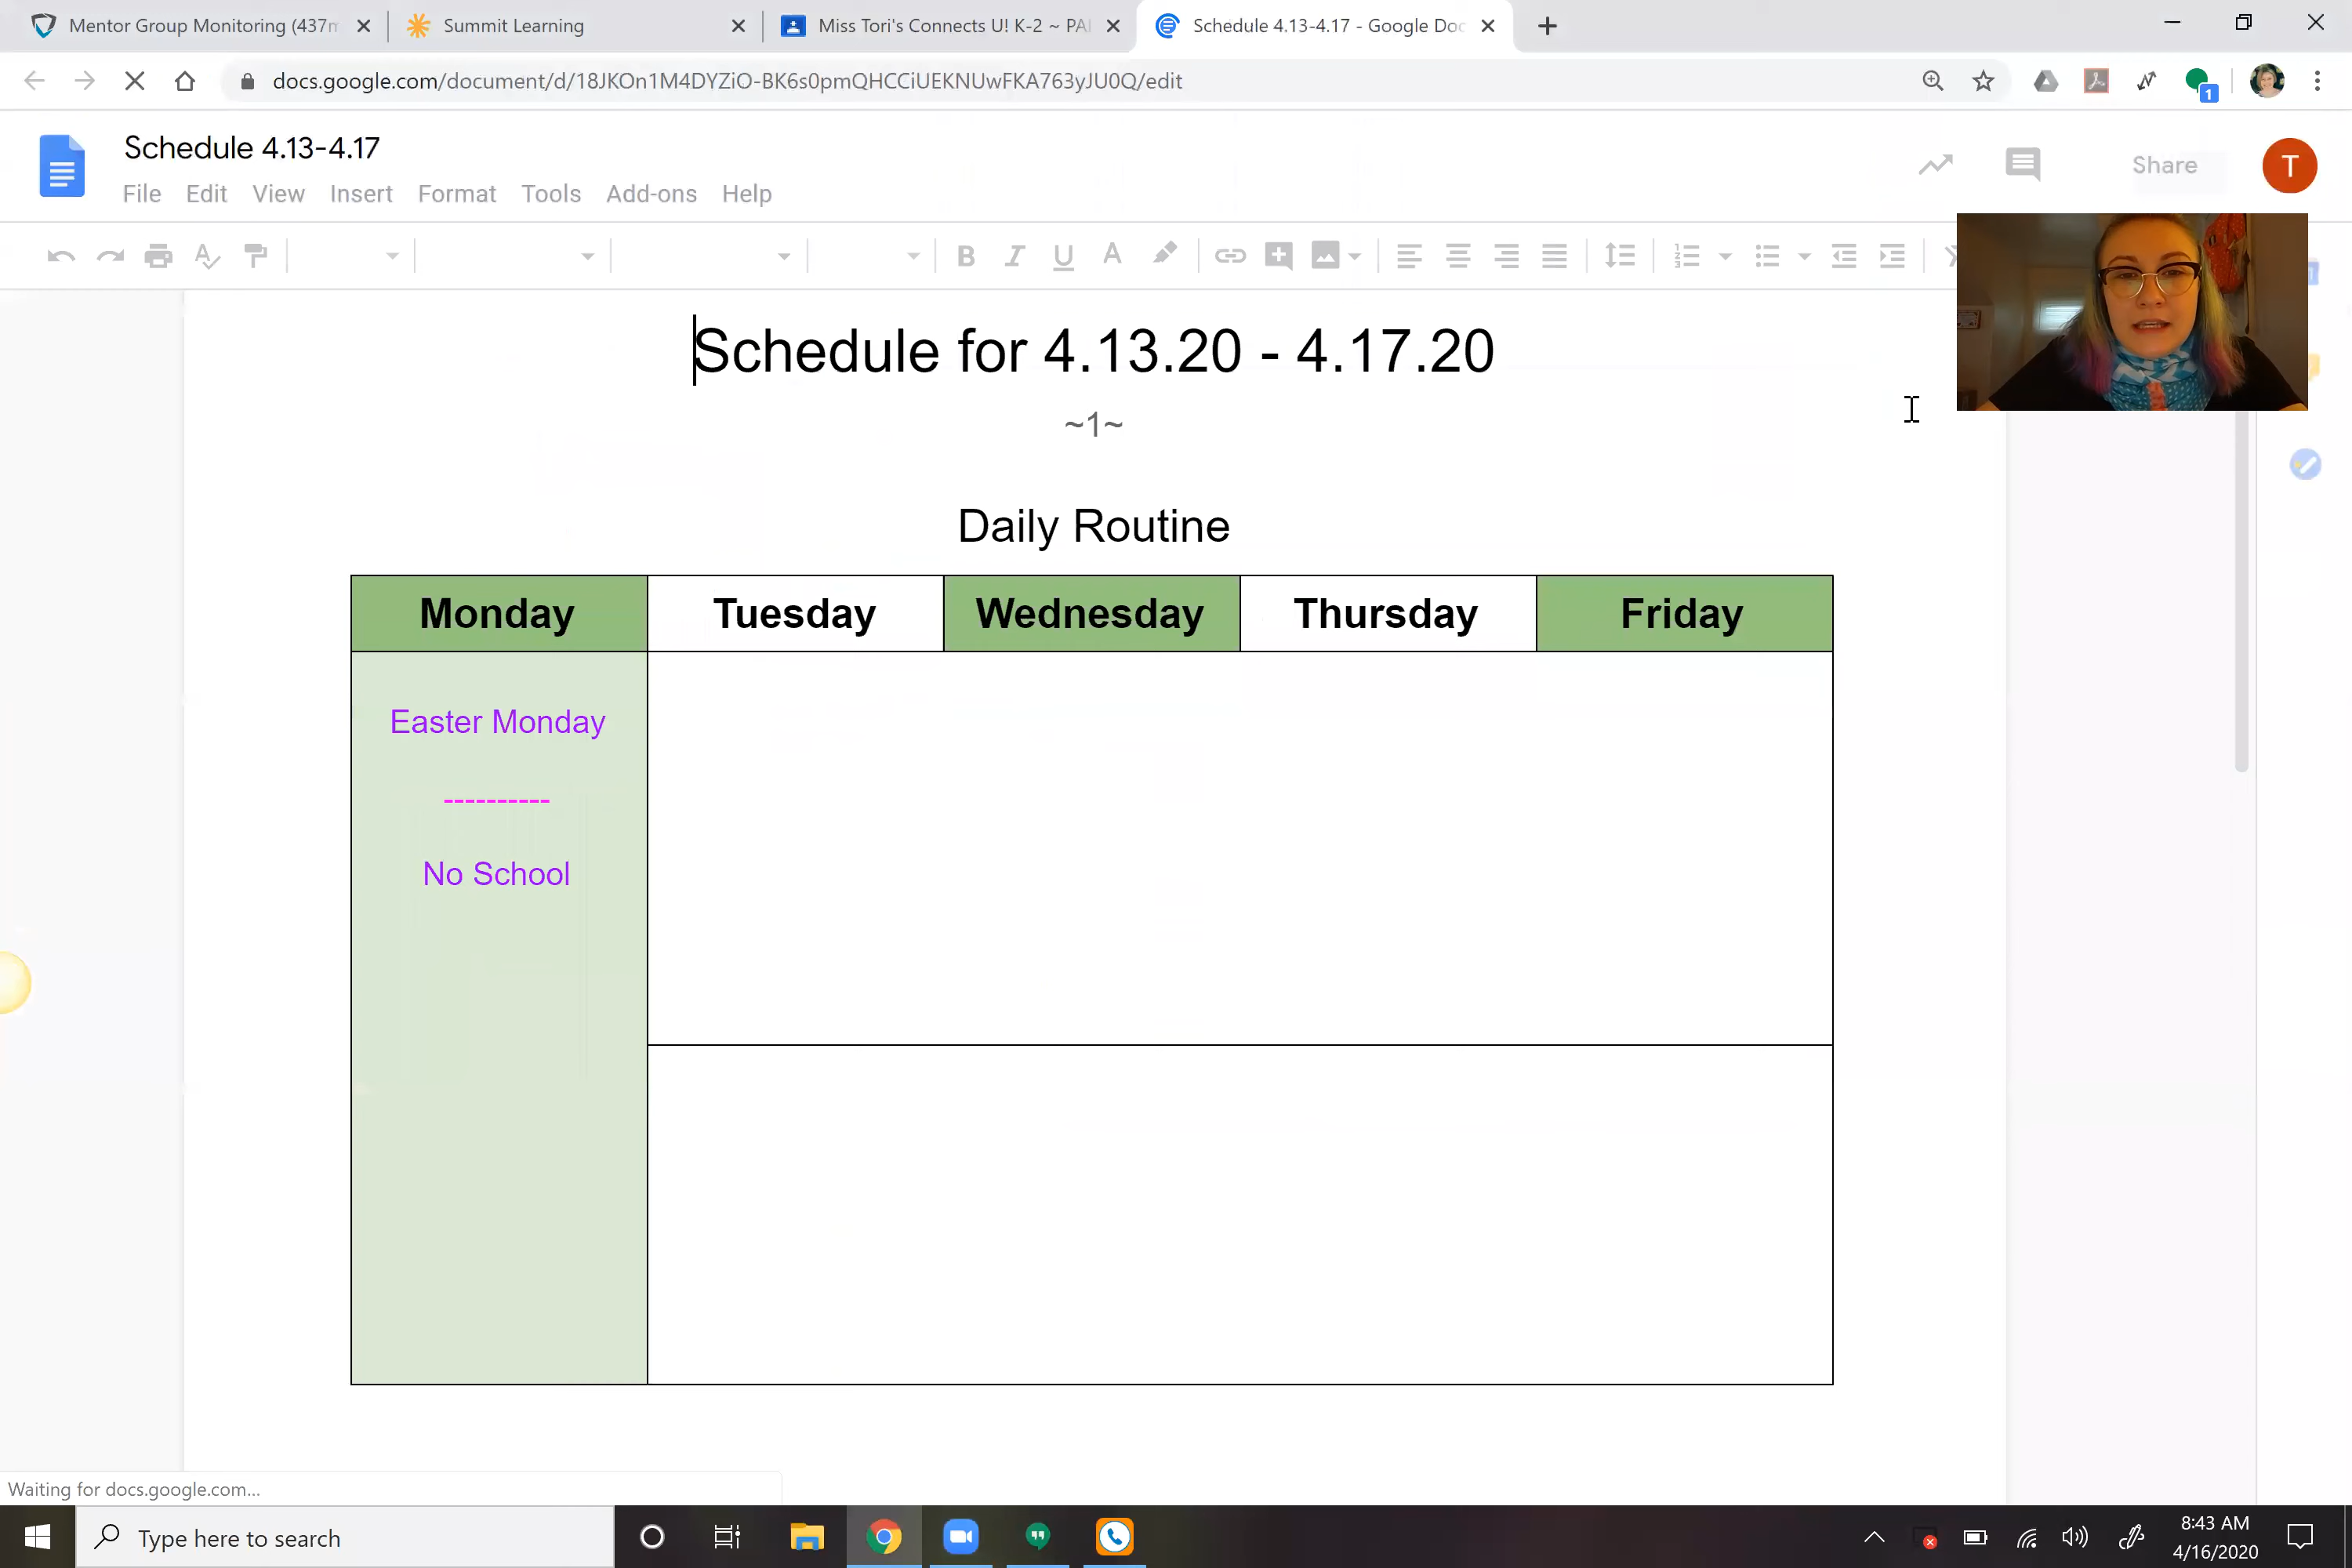 Mentor Group Monitoring (437m
Summit Learning
Miss Tori's Connects U! K-2 ~ PA
Schedule 4.13-4.17 - Google Doc
docs.google.com/document/d/18JKOn1M4DYZiO-BK6s0pmQHCCiUEKNUwFKA763yJU0Q/edit
1
Schedule 4.13-4.17
File Edit View Insert Format Tools Add-ons Help
Share
T
Schedule for 4.13.20 - 4.17.20
~1~
Daily Routine
Monday Tuesday Wednesday Thursday Friday
Easter Monday
----------
No School
Waiting for docs.google.com...
Type here to search
8:43 AM
4/16/2020